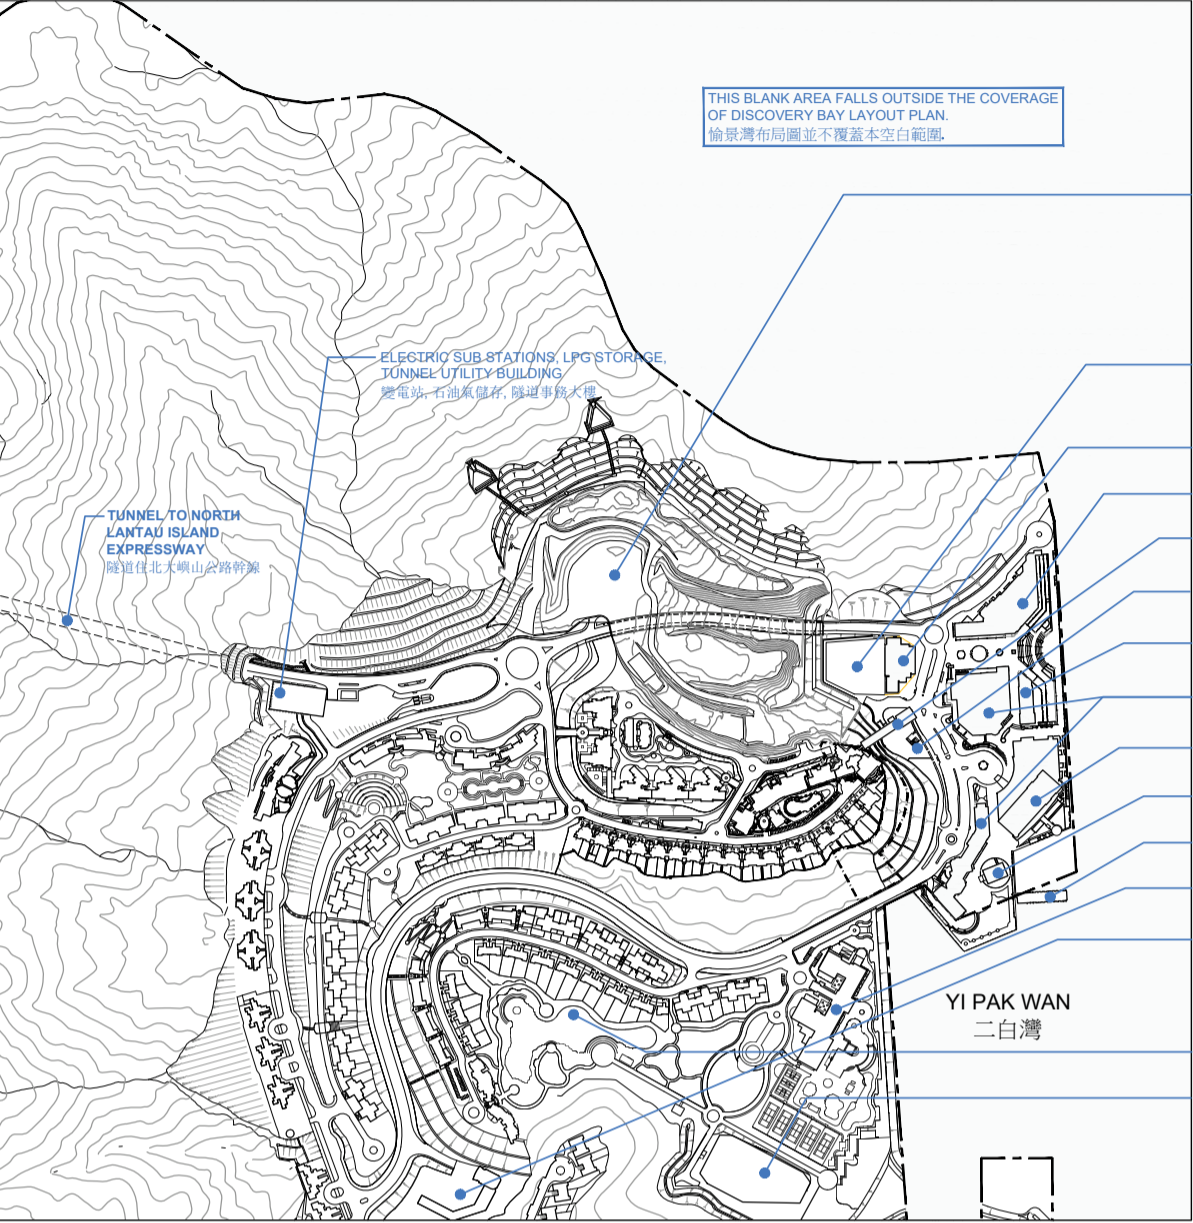 THIS BLANK AREA FALLS OUTSIDE THE COVERAGE
OF DISCOVERY BAY LAYOUT PLAN.
愉景灣布局圖並不覆蓋本空白範圍.
ELECTRIC SUB STATIONS, LPG STORAGE,
TUNNEL UTILITY BUILDING
變電站, 石油氣儲存, 隧道事務大樓
TUNNEL TO NORTH
LANTAU ISLAND
EXPRESSWAY
隧道往北大嶼山公路幹線
YI PAK WAN
二白灣